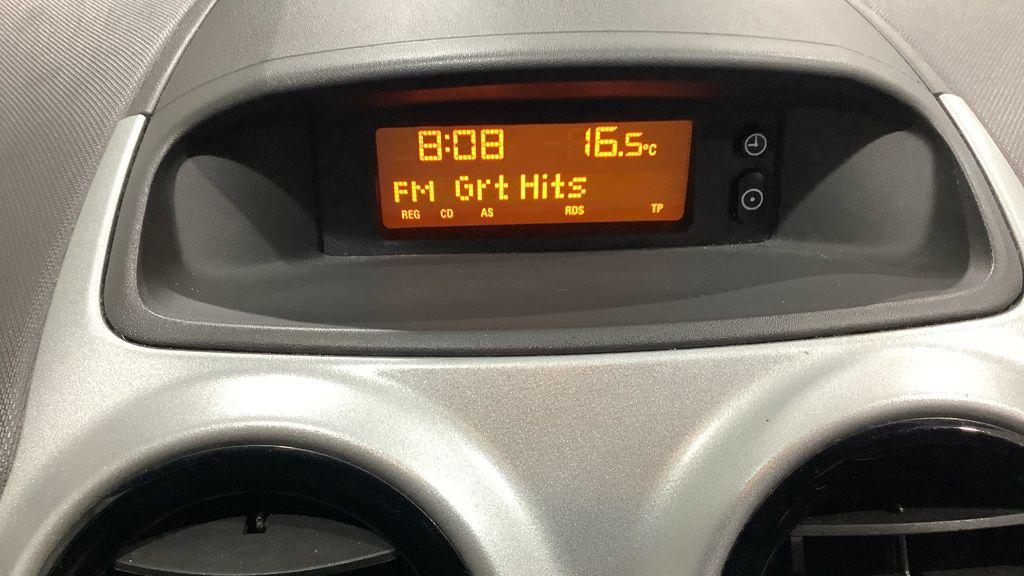 8:08 16.5°C
FM Grt Hits
REG CD AS RDS TP